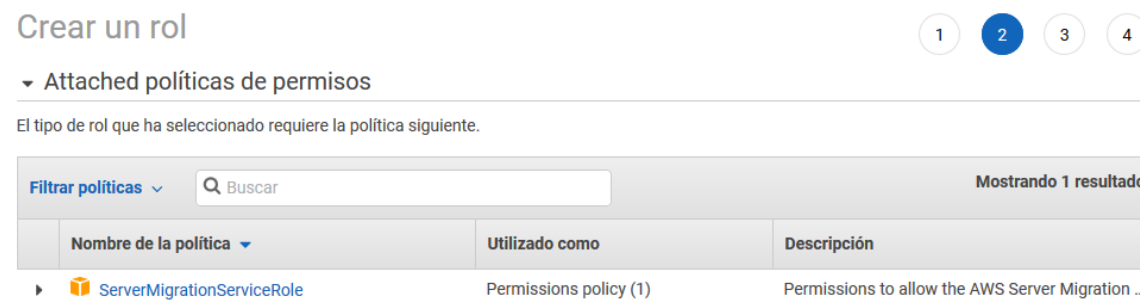 Crear un rol
1 2 3 4
Attached políticas de permisos
El tipo de rol que ha seleccionado requiere la política siguiente.
Filtrar políticas Buscar Mostrando 1 resultado
Nombre de la política Utilizado como Descripción
ServerMigrationServiceRole Permissions policy (1) Permissions to allow the AWS Server Migration ...